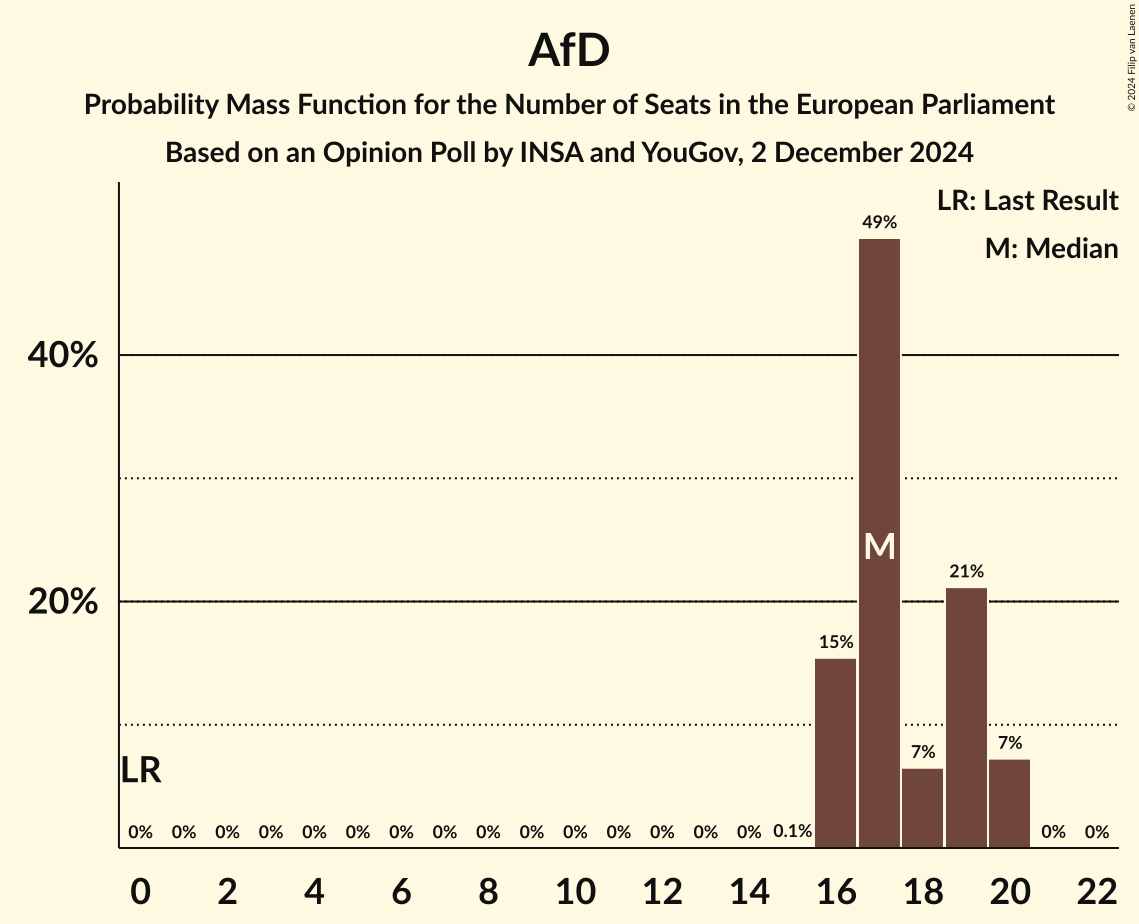 AfD
Probability Mass Function for the Number of Seats in the European Parliament
Based on an Opinion Poll by INSA and YouGov, 2 December 2024
© 2024 Filip van Laenen
LR: Last Result
M: Median
49%
40%
M
21%
20%
15%
7%
7%
LR
0% 0% 0% 0% 0% 0% 0% 0% 0% 0% 0% 0% 0% 0% 0% 0.1% 0% 0%
0 2 4 6 8 10 12 14 16 18 20 22